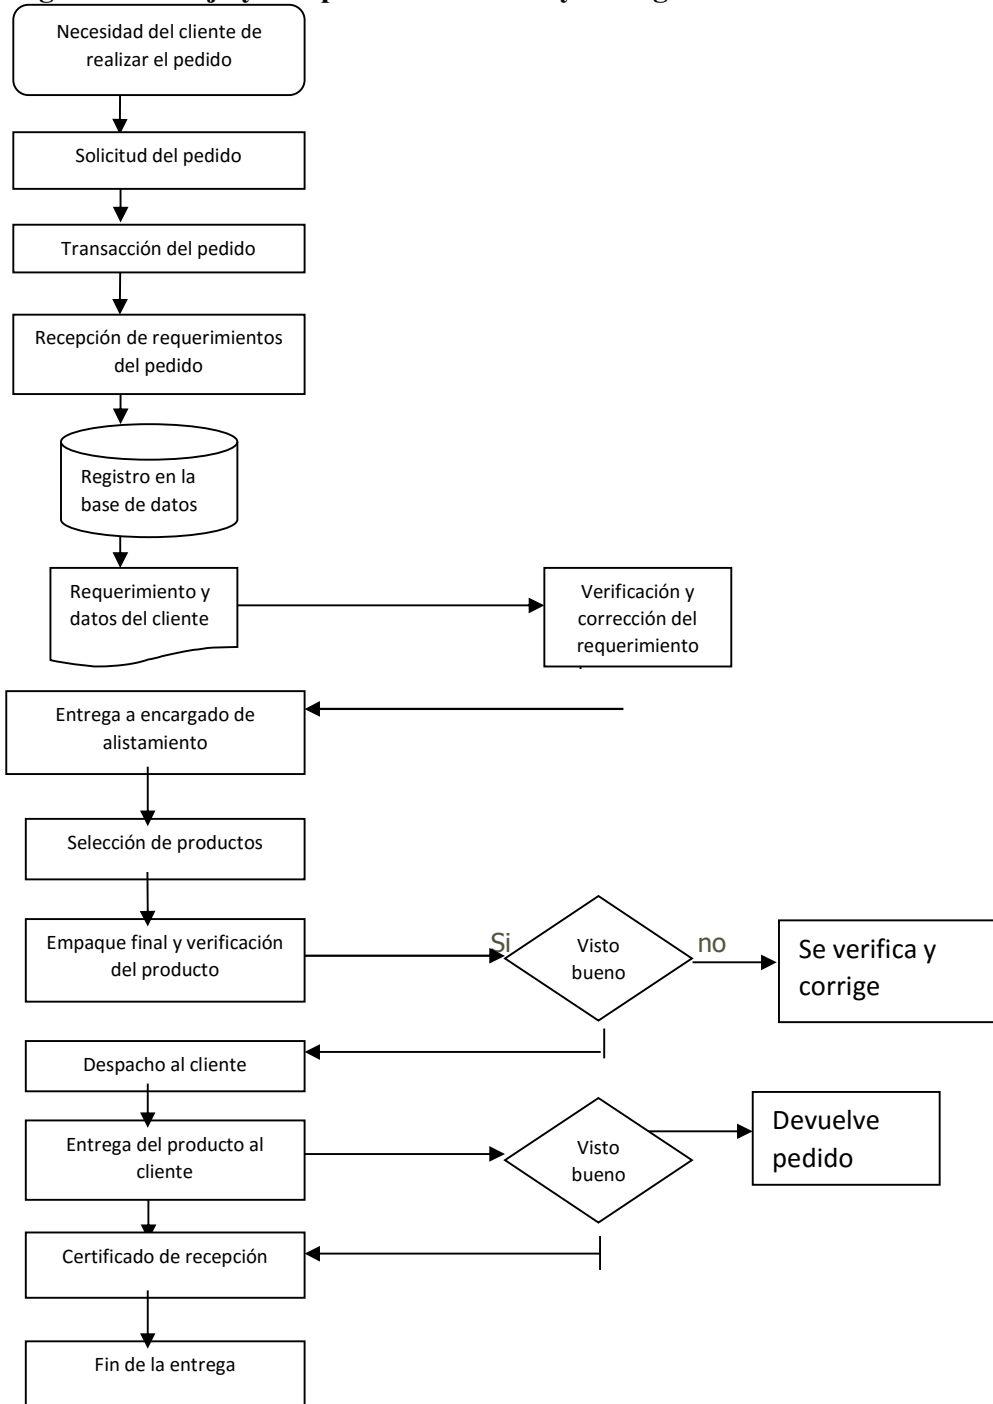 Necesidad del cliente de
realizar el pedido
Solicitud del pedido
Transacción del pedido
Recepción de requerimientos
del pedido
Registro en la
base de datos
Requerimiento y
datos del cliente
Verificación y
corrección del
requerimiento
Entrega a encargado de
alistamiento
Selección de productos
Empaque final y verificación
del producto
Si
Visto
bueno
no
Se verifica y
corrige
Despacho al cliente
Entrega del producto al
cliente
Visto
bueno
Devuelve
pedido
Certificado de recepción
Fin de la entrega